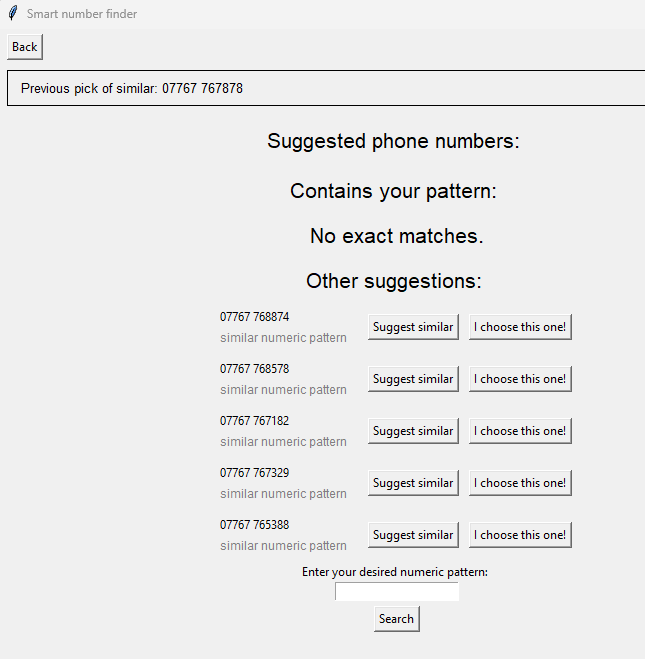 Smart number finder
Back
Previous pick of similar: 07767 767878
Suggested phone numbers:
Contains your pattern:
No exact matches.
Other suggestions:
07767 768874
similar numeric pattern
Suggest similar
I choose this one!
07767 768578
similar numeric pattern
Suggest similar
I choose this one!
07767 767182
similar numeric pattern
Suggest similar
I choose this one!
07767 767329
similar numeric pattern
Suggest similar
I choose this one!
07767 765388
similar numeric pattern
Suggest similar
I choose this one!
Enter your desired numeric pattern:
Search